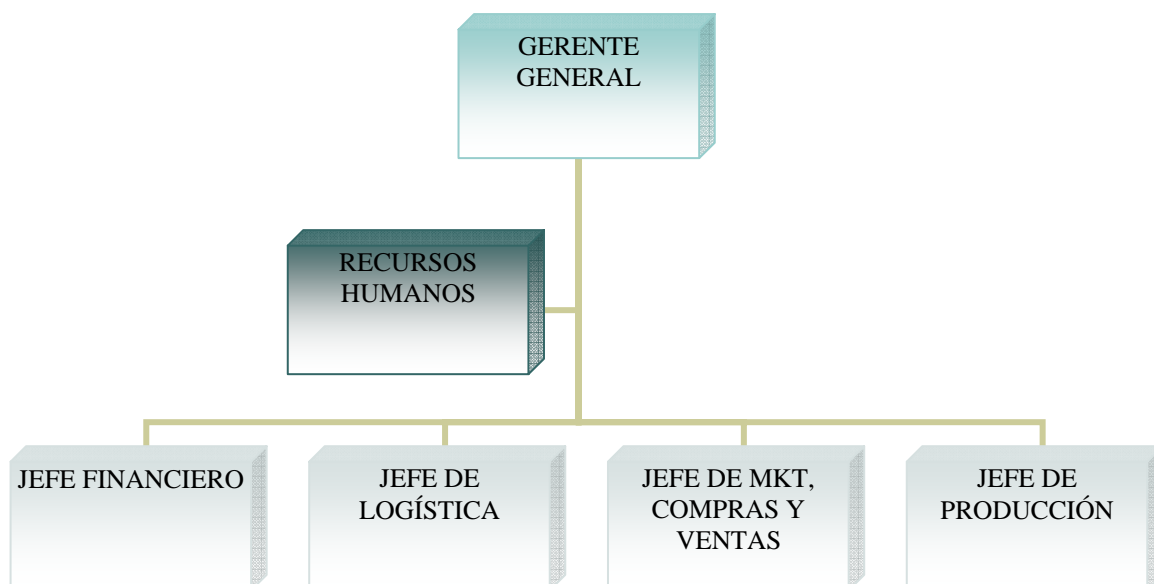 GERENTE
GENERAL
RECURSOS
HUMANOS
JEFE FINANCIERO
JEFE DE
LOGÍSTICA
JEFE DE MKT,
COMPRAS Y
VENTAS
JEFE DE
PRODUCCIÓN